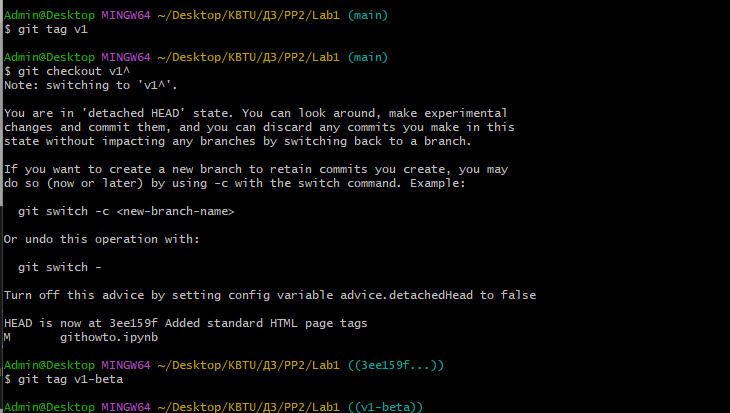 Admin@Desktop MINGW64 ~/Desktop/KBTU/ДЗ/PP2/Lab1 (main)
$ git tag v1
Admin@Desktop MINGW64 ~/Desktop/KBTU/ДЗ/PP2/Lab1 (main)
$ git checkout v1^
Note: switching to 'v1^'.
You are in 'detached HEAD' state. You can look around, make experimental
changes and commit them, and you can discard any commits you make in this
state without impacting any branches by switching back to a branch.
If you want to create a new branch to retain commits you create, you may
do so (now or later) by using -c with the switch command. Example:
git switch -c <new-branch-name>
Or undo this operation with:
git switch -
Turn off this advice by setting config variable advice.detachedHead to false
HEAD is now at 3ee159f Added standard HTML page tags
M       githowto.ipynb
Admin@Desktop MINGW64 ~/Desktop/KBTU/ДЗ/PP2/Lab1 ((3ee159f...))
$ git tag v1-beta
Admin@Desktop MINGW64 ~/Desktop/KBTU/ДЗ/PP2/Lab1 ((v1-beta))